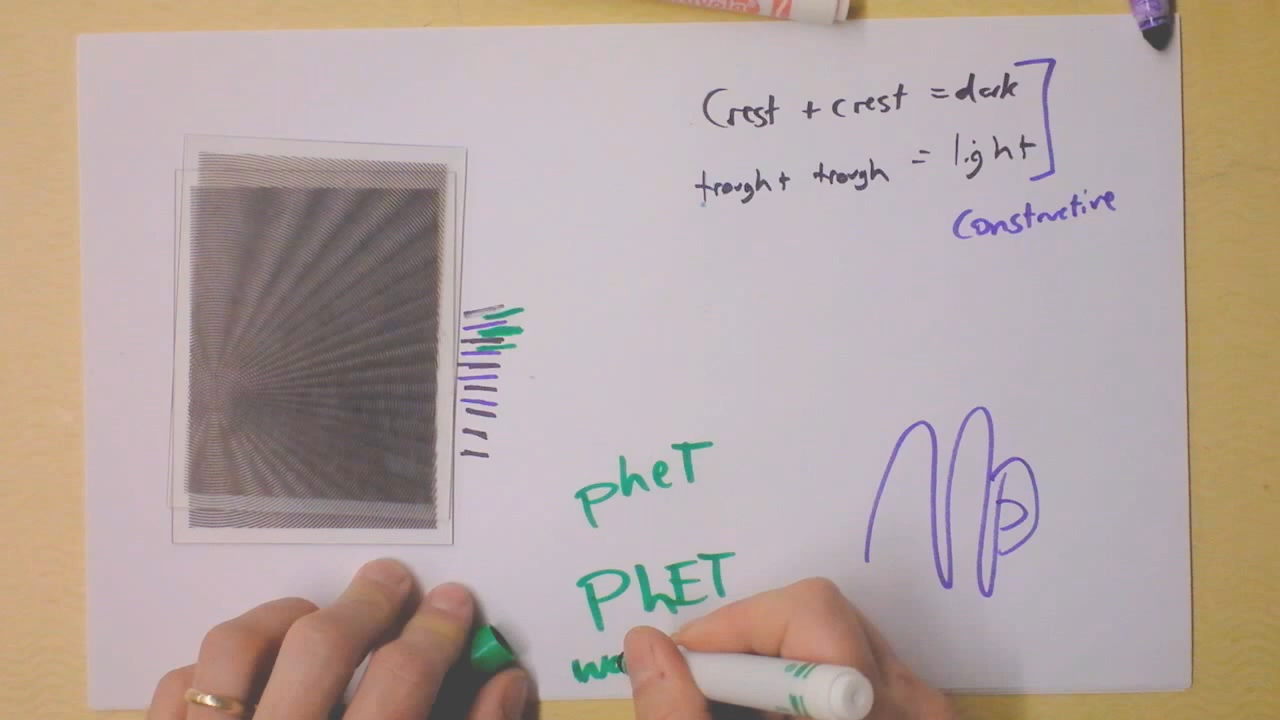 Crest + crest = dark
trough + trough = light
Constructive
pheT
PhET